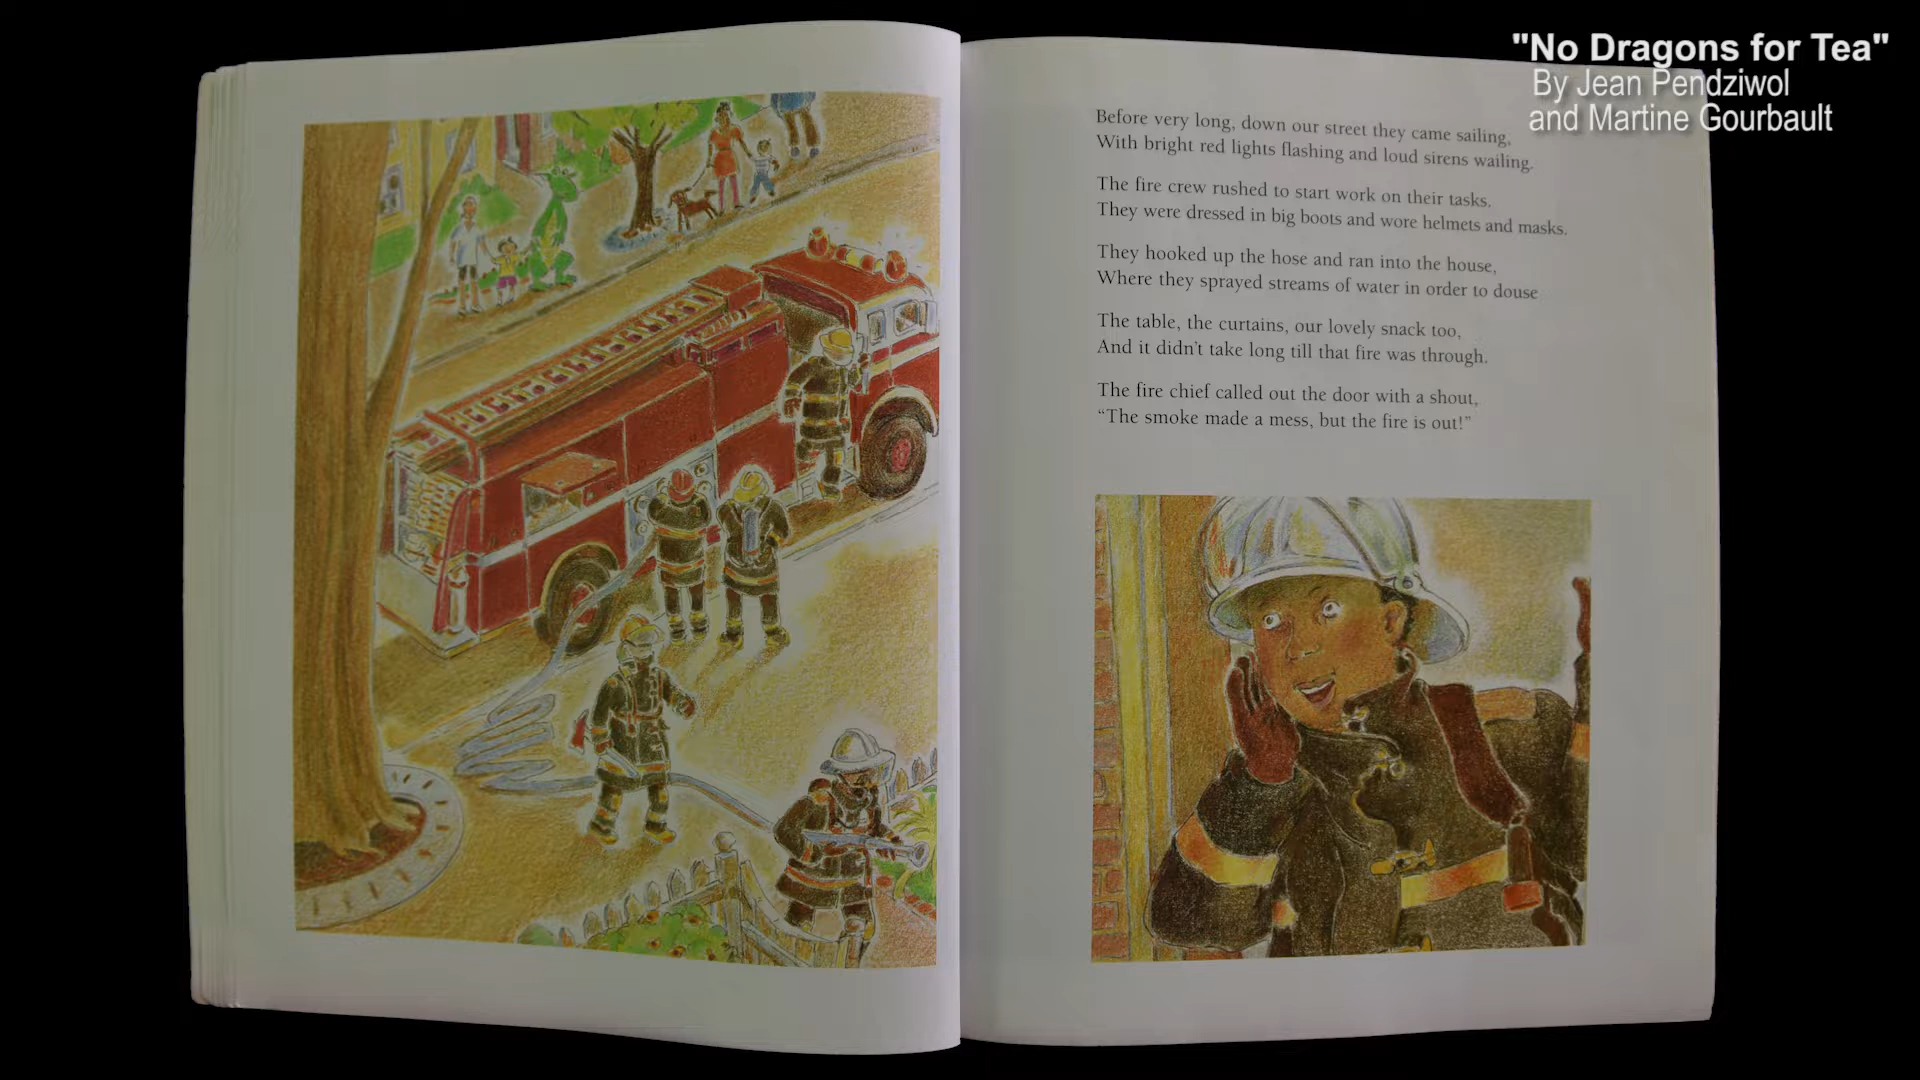 "No Dragons for Tea"
By Jean Pendziwol
and Martine Gourbault
Before very long, down our street they came sailing,
With bright red lights flashing and loud sirens wailing.
The fire crew rushed to start work on their tasks.
They were dressed in big boots and wore helmets and masks.
They hooked up the hose and ran into the house,
Where they sprayed streams of water in order to douse
The table, the curtains, our lovely snack too,
And it didn't take long till that fire was through.
The fire chief called out the door with a shout,
“The smoke made a mess, but the fire is out!”